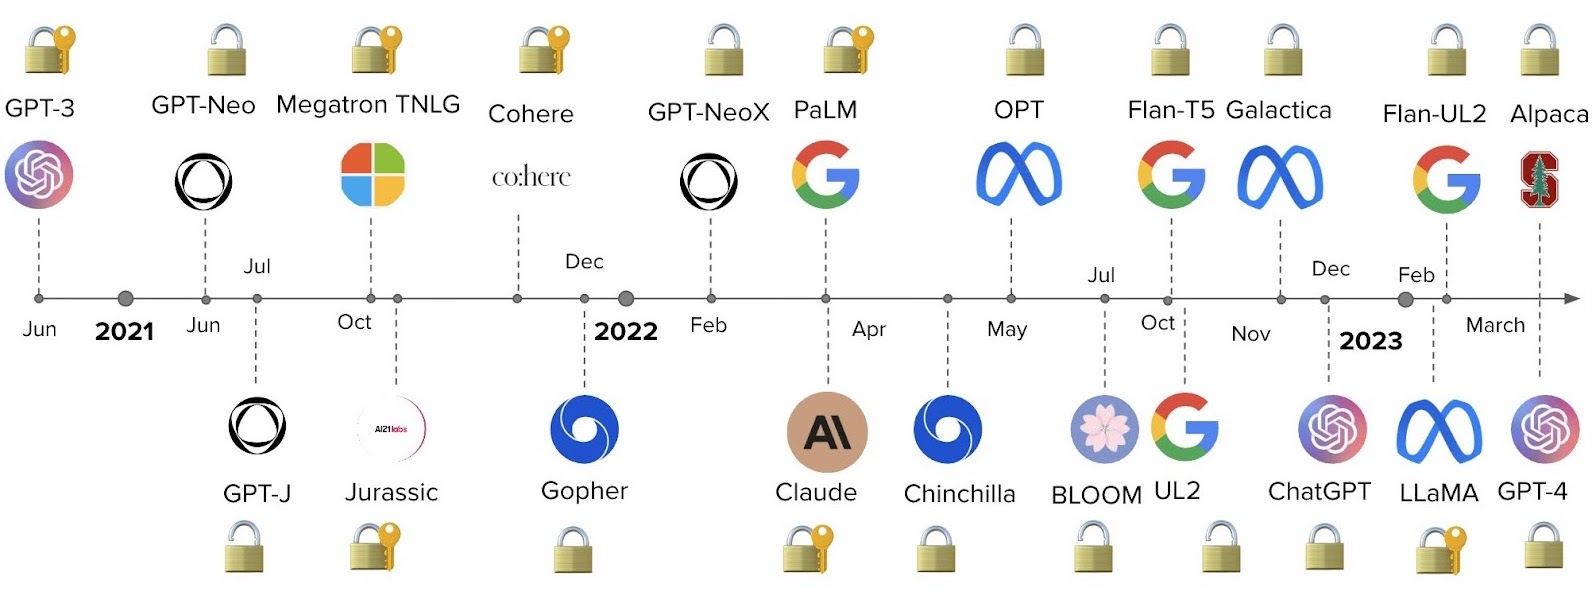 GPT-3
GPT-Neo
Megatron TNLG
Cohere
GPT-NeoX
PaLM
OPT
Flan-T5
Galactica
Flan-UL2
Alpaca
co:here
Jul
Dec
Jul
Dec
Feb
Jun
2021
Jun
Oct
2022
Feb
Apr
May
Oct
Nov
2023
March
AI21labs
AI
GPT-J
Jurassic
Gopher
Claude
Chinchilla
BLOOM
UL2
ChatGPT
LLaMA
GPT-4